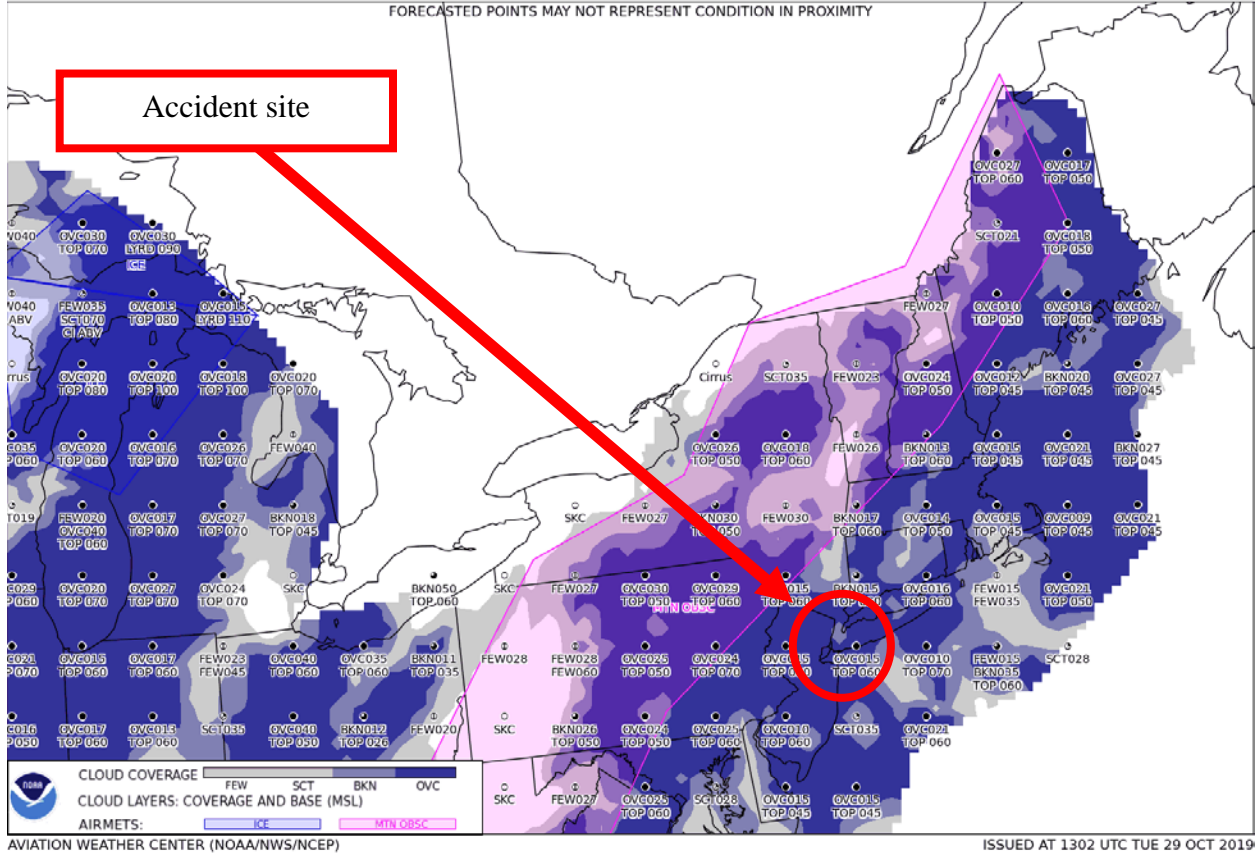 FORECASTED POINTS MAY NOT REPRESENT CONDITION IN PROXIMITY
Accident site
OVC027
TOP 060
OVC017
TOP 050
OVC030
TOP 070
OVC030
LYRD 090
SCT021
OVC018
TOP 050
ICE
FEW035
SCT070
CI ABV
OVC013
TOP 080
OVC015
LYRD 110
FEW027
OVC010
TOP 050
OVC016
TOP 060
OVC027
TOP 045
OVC020
TOP 080
OVC020
TOP 100
OVC018
TOP 100
OVC020
TOP 070
Cirrus
SCT035
FEW023
OVC024
TOP 050
OVC012
TOP 045
BKN020
TOP 045
OVC027
TOP 045
OVC020
TOP 060
OVC016
TOP 070
OVC026
TOP 070
FEW040
OVC026
TOP 050
OVC018
TOP 060
FEW026
BKN013
TOP 060
OVC015
TOP 045
OVC021
TOP 045
BKN027
TOP 045
FEW020
OVC040
TOP 060
OVC017
TOP 070
OVC027
TOP 070
BKN018
TOP 045
SKC
FEW027
FEW030
BKN017
TOP 060
OVC014
TOP 050
OVC015
TOP 045
OVC009
TOP 045
OVC021
TOP 045
OVC020
TOP 070
OVC027
TOP 070
OVC024
TOP 070
SKC
BKN050
TOP 060
SKC
FEW027
OVC030
TOP 050
OVC029
TOP 060
TOP 060
BKN015
OVC016
TOP 060
FEW015
FEW035
OVC021
TOP 050
MTN OBSC
OVC015
TOP 060
OVC017
TOP 060
FEW023
FEW045
OVC040
TOP 060
OVC035
TOP 060
BKN011
TOP 035
FEW028
FEW028
FEW060
OVC025
TOP 050
OVC024
TOP 070
OVC015
TOP 060
OVC010
TOP 070
FEW015
BKN035
TOP 060
SCT028
OVC017
TOP 060
OVC013
TOP 060
SCT035
OVC040
TOP 050
BKN012
TOP 026
FEW020
SKC
BKN026
TOP 050
OVC024
TOP 050
OVC025
TOP 060
OVC010
TOP 060
SCT035
OVC021
TOP 060
SKC
FEW027
OVC025
TOP 060
SCT028
OVC015
TOP 045
OVC015
TOP 045
NOAA
CLOUD COVERAGE
FEW SCT BKN OVC
CLOUD LAYERS: COVERAGE AND BASE (MSL)
AIRMETS: ICE MTN OBSC
AVIATION WEATHER CENTER (NOAA/NWS/NCEP)
ISSUED AT 1302 UTC TUE 29 OCT 2019